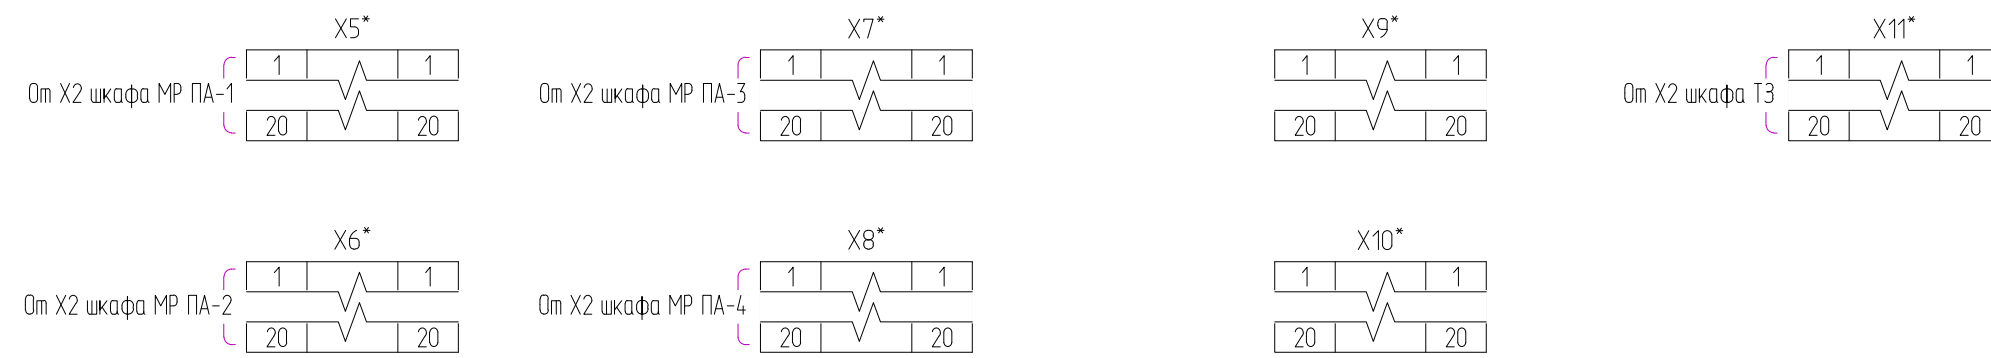 X5* X7* X9* X11*
1 1 1 1 1 1 1 1
От X2 шкафа МР ПА-1 От X2 шкафа МР ПА-3 От X2 шкафа ТЗ
20 20 20 20 20 20 20 20
X6* X8* X10*
1 1 1 1 1 1
От X2 шкафа МР ПА-2 От X2 шкафа МР ПА-4
20 20 20 20 20 20